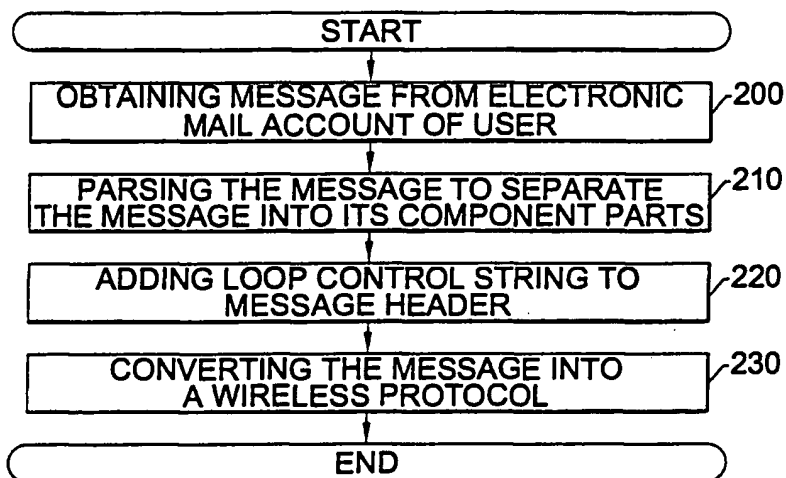 START
OBTAINING MESSAGE FROM ELECTRONIC
MAIL ACCOUNT OF USER
200
PARSING THE MESSAGE TO SEPARATE
THE MESSAGE INTO ITS COMPONENT PARTS
210
ADDING LOOP CONTROL STRING TO
MESSAGE HEADER
220
CONVERTING THE MESSAGE INTO
A WIRELESS PROTOCOL
230
END